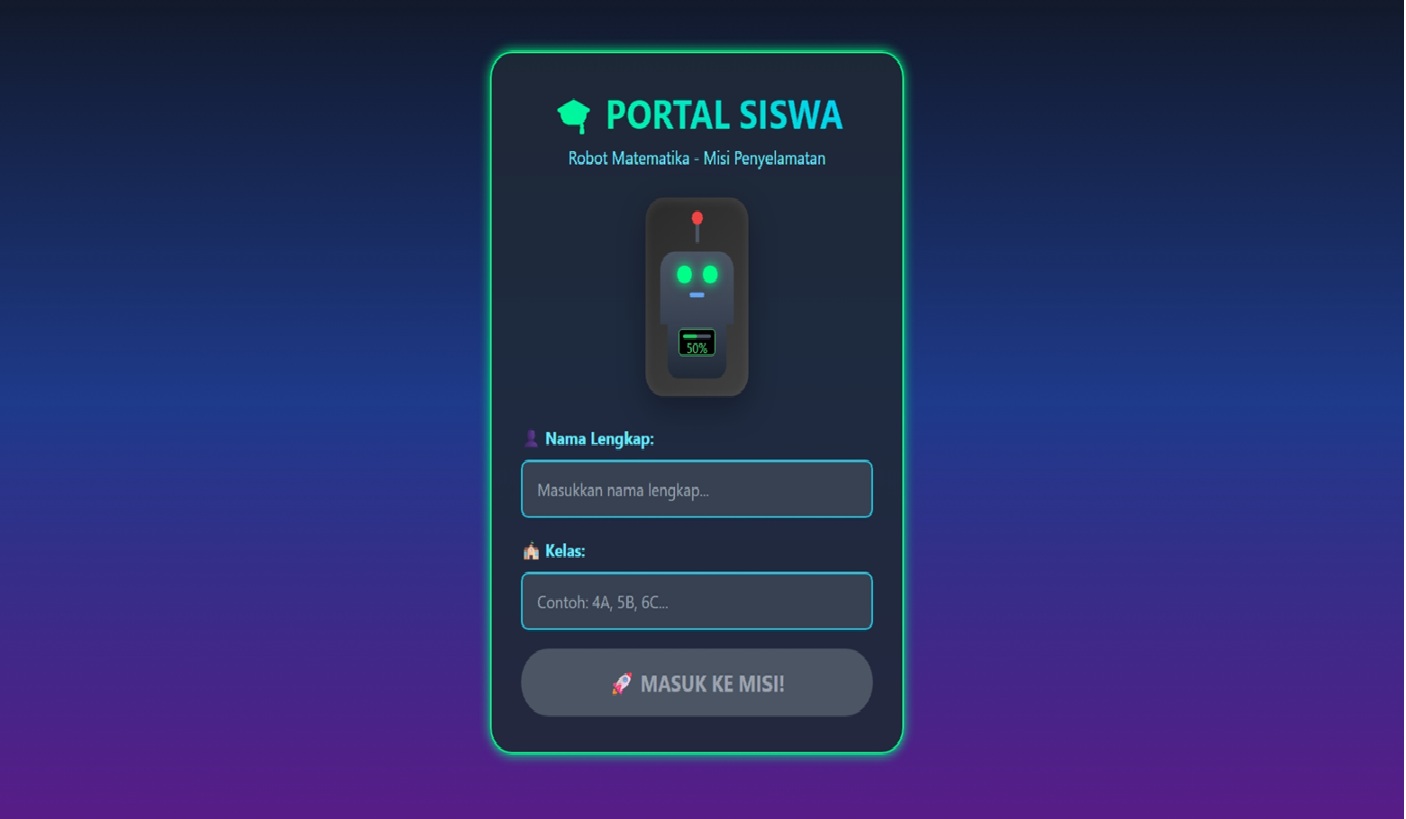 PORTAL SISWA
Robot Matematika - Misi Penyelamatan
50%
Nama Lengkap:
Masukkan nama lengkap...
Kelas:
Contoh: 4A, 5B, 6C...
MASUK KE MISI!